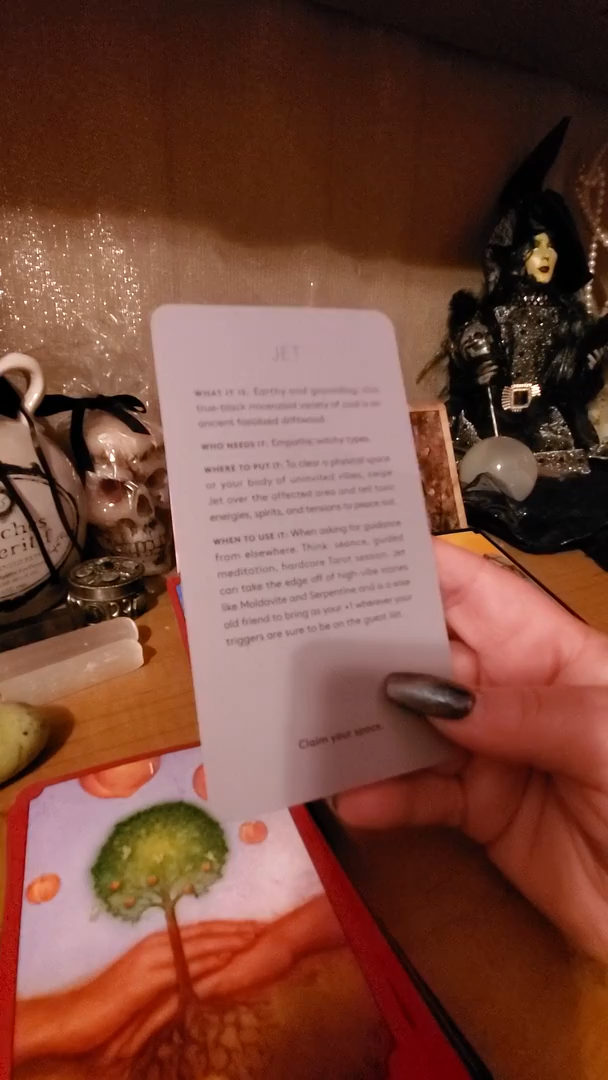 JET
WHAT IT IS: Earthy and grounding, this
true-black mineraloid variety of coal is an
ancient fossilized driftwood.
WHO NEEDS IT: Empaths; witchy types.
WHERE TO PUT IT: To clear a physical space
or your body of uninvited vibes, swipe
Jet over the affected area and tell toxic
energies, spirits, and tensions to peace out.
WHEN TO USE IT: When asking for guidance
from elsewhere. Think: séance, guided
meditation, hardcore Tarot session. Jet
can take the edge off of high-vibe stones
like Moldavite and Serpentine and is a wise
old friend to bring as your +1 wherever your
triggers are sure to be on the guest list.
Claim your space.